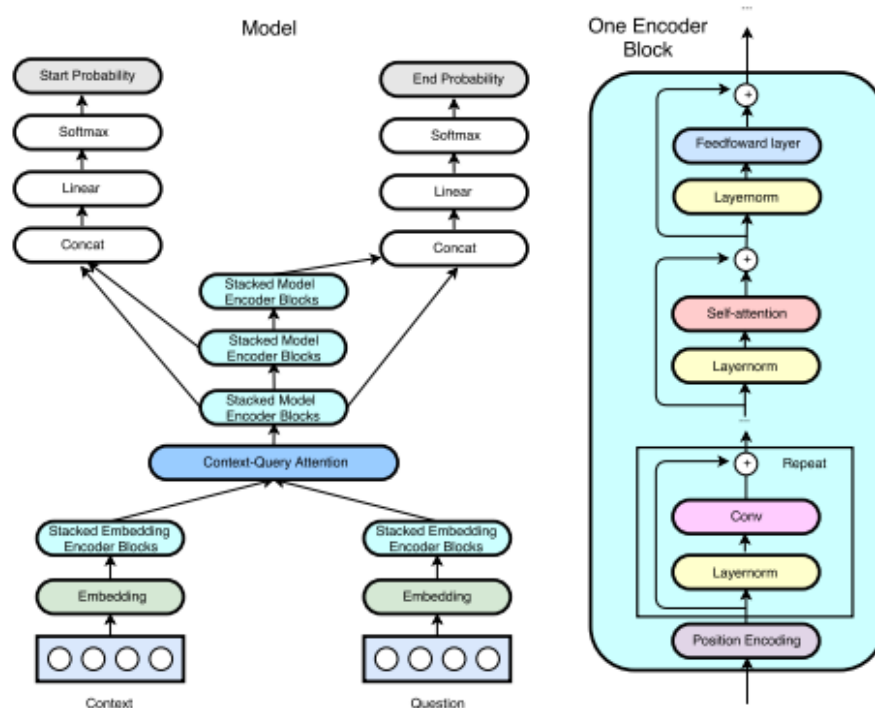 Model
Start Probability
Softmax
Linear
Concat
End Probability
Softmax
Linear
Concat
Stacked Model
Encoder Blocks
Stacked Model
Encoder Blocks
Stacked Model
Encoder Blocks
Context-Query Attention
Stacked Embedding
Encoder Blocks
Stacked Embedding
Encoder Blocks
Embedding
Embedding
Context
Question
One Encoder
Block
...
+
Feedfoward layer
Layernorm
+
Self-attention
Layernorm
...
+
Repeat
Conv
Layernorm
Position Encoding